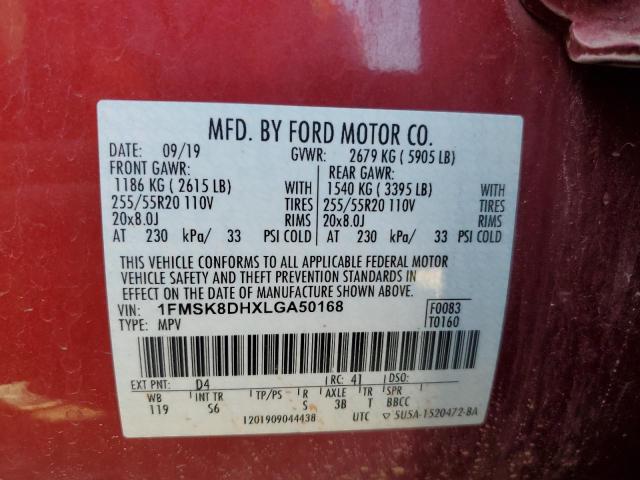 MFD. BY FORD MOTOR CO.
DATE: 09/19 GVWR: 2679 KG ( 5905 LB)
FRONT GAWR: REAR GAWR:
1186 KG ( 2615 LB) WITH 1540 KG ( 3395 LB) WITH
255/55R20 110V TIRES 255/55R20 110V TIRES
20x8.0J RIMS 20x8.0J RIMS
AT 230 kPa/ 33 PSI COLD AT 230 kPa/ 33 PSI COLD
THIS VEHICLE CONFORMS TO ALL APPLICABLE FEDERAL MOTOR
VEHICLE SAFETY AND THEFT PREVENTION STANDARDS IN
EFFECT ON THE DATE OF MANUFACTURE SHOWN ABOVE.
VIN: 1FMSK8DHXLGA50168 F0083
TYPE: MPV T0160
EXT PNT: D4 RC: 41 DSO:
WB INT TR TP/PS R AXLE TR SPR
119 S6 S 3B T BBCC
1201909044438 UTC ▽ 5U5A-1520472-BA